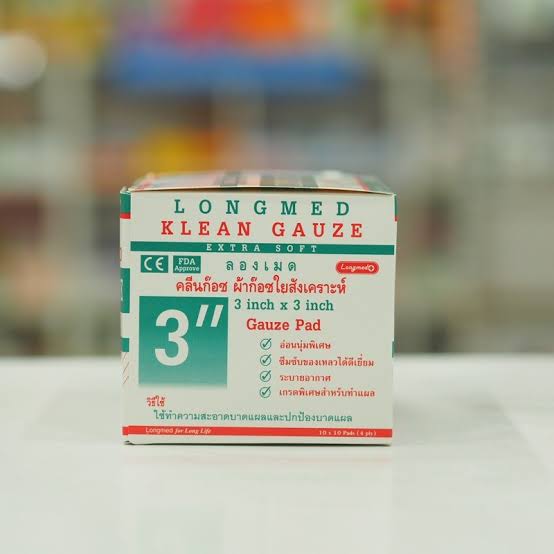 LONGMED
KLEAN GAUZE
EXTRA SOFT
CE FDA Approve ลองเมด Longmed
คลีนก๊อซ ผ้าก๊อซใยสังเคราะห์
3 inch x 3 inch
3" Gauze Pad
อ่อนนุ่มพิเศษ
ซึมซับของเหลวได้ดีเยี่ยม
ระบายอากาศ
เกรดพิเศษสำหรับทำแผล
วิธีใช้
ใช้ทำความสะอาดบาดแผลและปกป้องบาดแผล
Longmed for Long Life 10 x 10 Pads (4 ply)